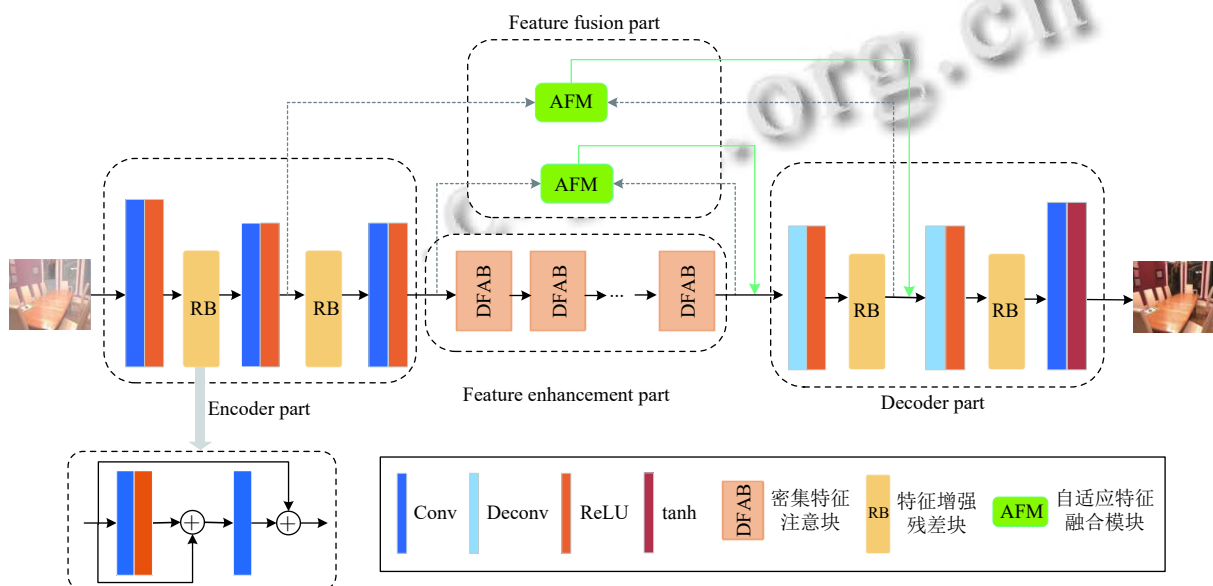 Feature fusion part
.org.cn
AFM
AFM
RB
RB
DFAB
DFAB
...
DFAB
RB
RB
Encoder part
Feature enhancement part
Decoder part
Conv
Deconv
ReLU
tanh
DFAB
密集特征
注意块
RB
特征增强
残差块
AFM
自适应特征
融合模块